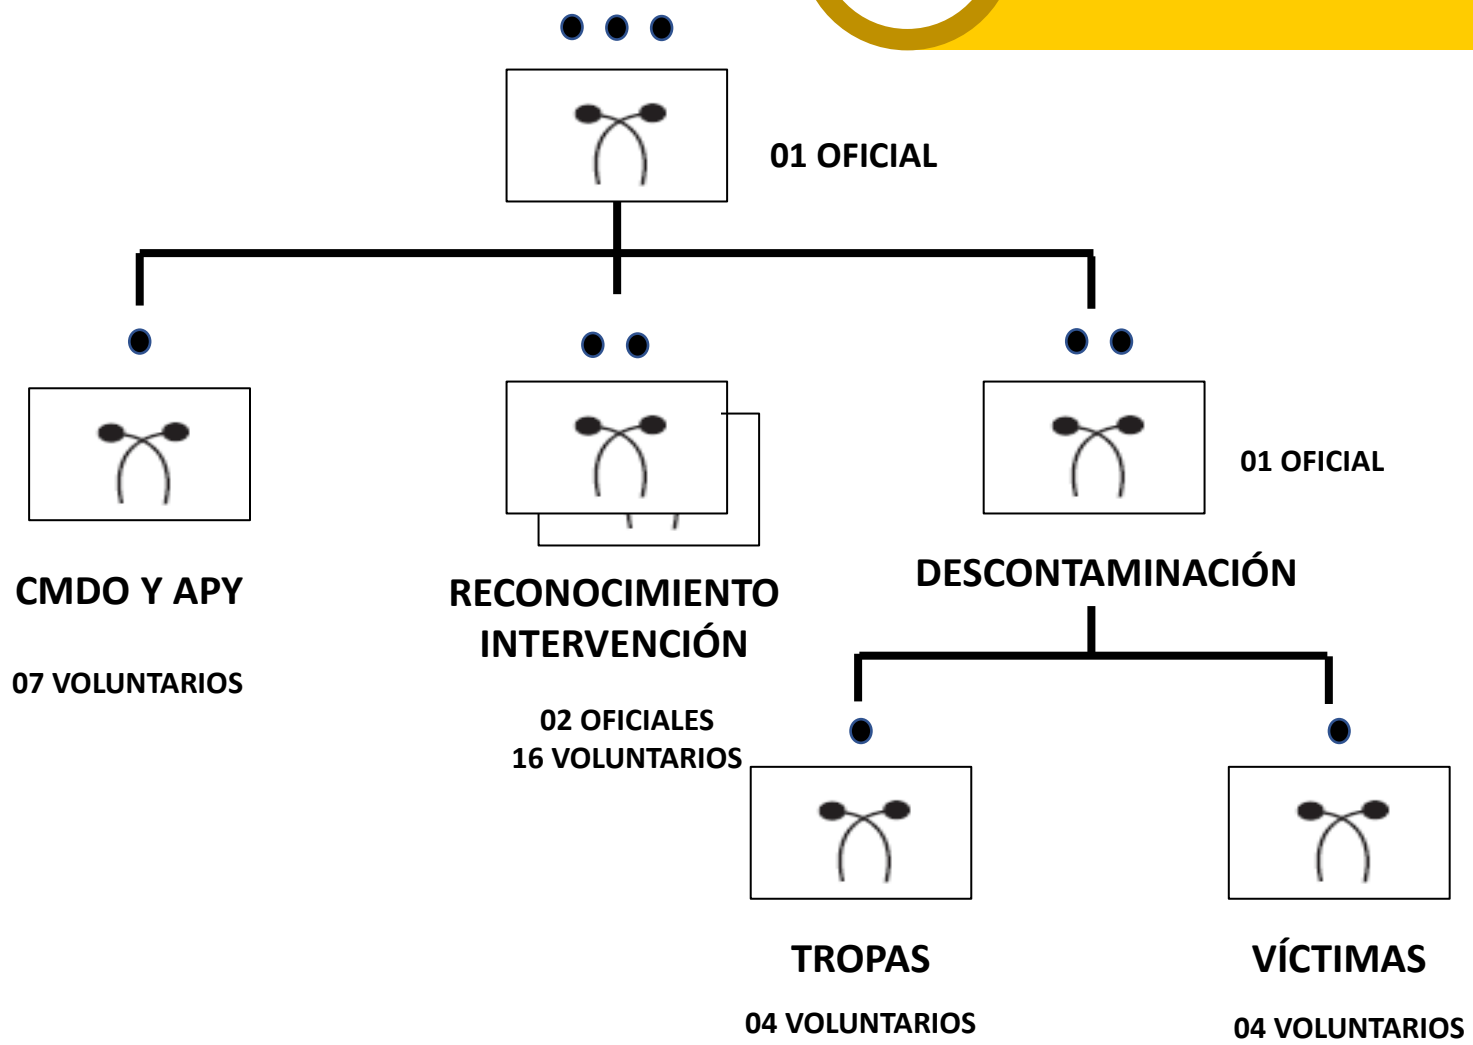 01 OFICIAL
CMDO Y APY
07 VOLUNTARIOS
RECONOCIMIENTO
INTERVENCIÓN
02 OFICIALES
16 VOLUNTARIOS
01 OFICIAL
DESCONTAMINACIÓN
TROPAS
04 VOLUNTARIOS
VÍCTIMAS
04 VOLUNTARIOS